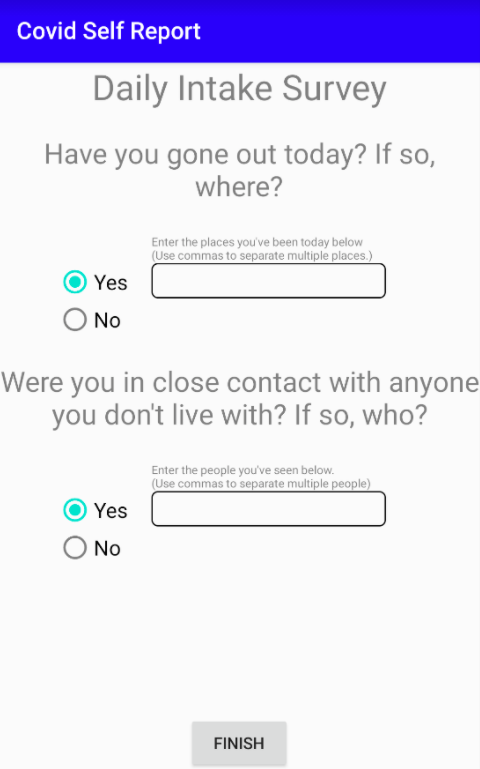 Covid Self Report
Daily Intake Survey
Have you gone out today? If so,
where?
Enter the places you've been today below
(Use commas to separate multiple places.)
Yes
No
Were you in close contact with anyone
you don't live with? If so, who?
Enter the people you've seen below.
(Use commas to separate multiple people)
Yes
No
FINISH